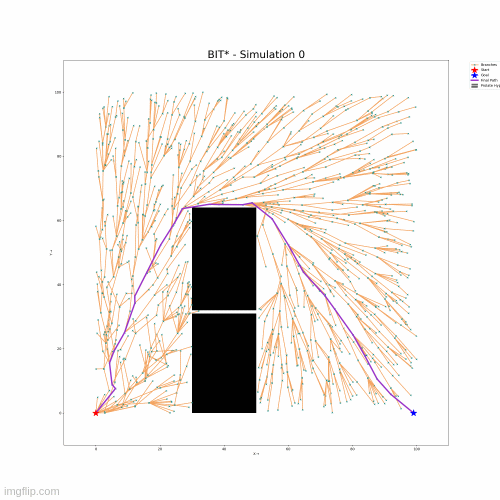 BIT* - Simulation 0
Branches
Start
Goal
Final Path
100
80
60
40
20
0
Y→
0 20 40 60 80 100
X→
imgflip.com